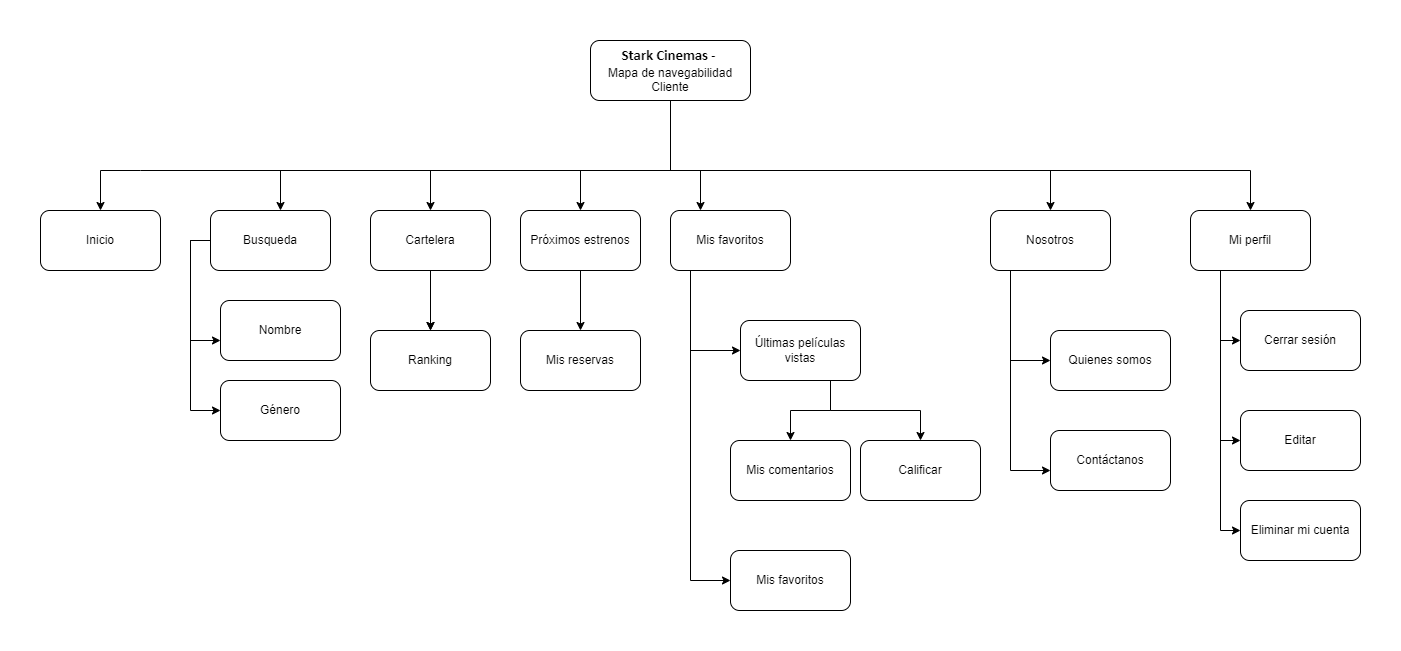 Stark Cinemas -
Mapa de navegabilidad
Cliente
Inicio
Busqueda
Cartelera
Próximos estrenos
Mis favoritos
Nosotros
Mi perfil
Nombre
Género
Ranking
Mis reservas
Últimas películas
vistas
Mis comentarios
Calificar
Mis favoritos
Quienes somos
Contáctanos
Cerrar sesión
Editar
Eliminar mi cuenta